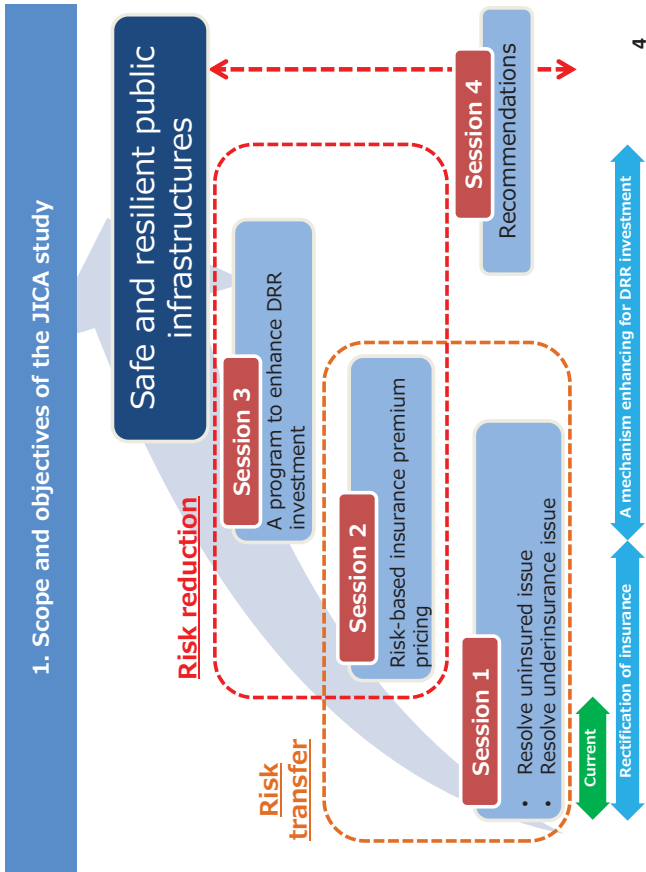 1. Scope and objectives of the JICA study
Safe and resilient public
infrastructures
Risk reduction
Session 3
A program to enhance DRR
investment
Risk
transfer
Session 2
Risk-based insurance premium
pricing
Session 1
• Resolve uninsured issue
• Resolve underinsurance issue
Session 4
Recommendations
Current
Rectification of insurance
A mechanism enhancing for DRR investment
4